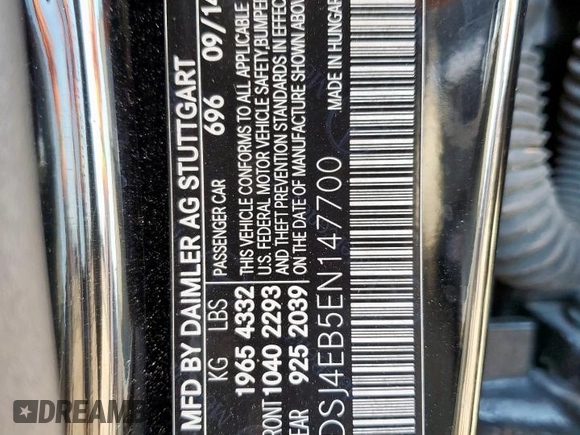 MFD BY DAIMLER AG STUTTGART
696 09/14
PASSENGER CAR
KG LBS
1965 4332
FRONT 1040 2293
REAR 925 2039
THIS VEHICLE CONFORMS TO ALL APPLICABLE
U.S. FEDERAL MOTOR VEHICLE SAFETY/BUMPER
AND THEFT PREVENTION STANDARDS IN EFFECT
ON THE DATE OF MANUFACTURE SHOWN ABOVE
DSJ4EB5EN147700
MADE IN HUNGARY